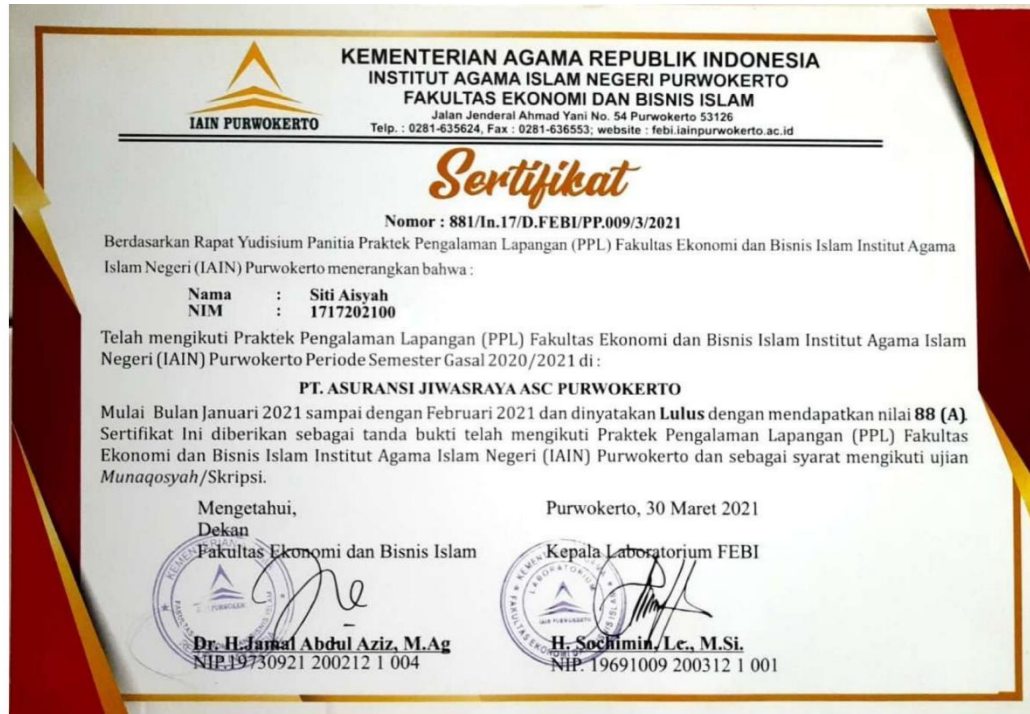 KEMENTERIAN AGAMA REPUBLIK INDONESIA
INSTITUT AGAMA ISLAM NEGERI PURWOKERTO
FAKULTAS EKONOMI DAN BISNIS ISLAM
Jalan Jenderal Ahmad Yani No. 54 Purwokerto 53126
Telp. : 0281-635624, Fax : 0281-636553; website : febi.iainpurwokerto.ac.id
IAIN PURWOKERTO
Sertifikat
Nomor : 881/In.17/D.FEBI/PP.009/3/2021
Berdasarkan Rapat Yudisium Panitia Praktek Pengalaman Lapangan (PPL) Fakultas Ekonomi dan Bisnis Islam Institut Agama
Islam Negeri (IAIN) Purwokerto menerangkan bahwa :
Nama : Siti Aisyah
NIM : 1717202100
Telah mengikuti Praktek Pengalaman Lapangan (PPL) Fakultas Ekonomi dan Bisnis Islam Institut Agama Islam
Negeri (IAIN) Purwokerto Periode Semester Gasal 2020/2021 di :
PT. ASURANSI JIWASRAYA ASC PURWOKERTO
Mulai Bulan Januari 2021 sampai dengan Februari 2021 dan dinyatakan Lulus dengan mendapatkan nilai 88 (A).
Sertifikat Ini diberikan sebagai tanda bukti telah mengikuti Praktek Pengalaman Lapangan (PPL) Fakultas
Ekonomi dan Bisnis Islam Institut Agama Islam Negeri (IAIN) Purwokerto dan sebagai syarat mengikuti ujian
Munaqosyah/Skripsi.
Mengetahui,
Dekan
Fakultas Ekonomi dan Bisnis Islam
Dr. H.Jamal Abdul Aziz, M.Ag
NIP.19730921 200212 1 004
Purwokerto, 30 Maret 2021
Kepala Laboratorium FEBI
H. Sochimin, Lc., M.Si.
NIP. 19691009 200312 1 001